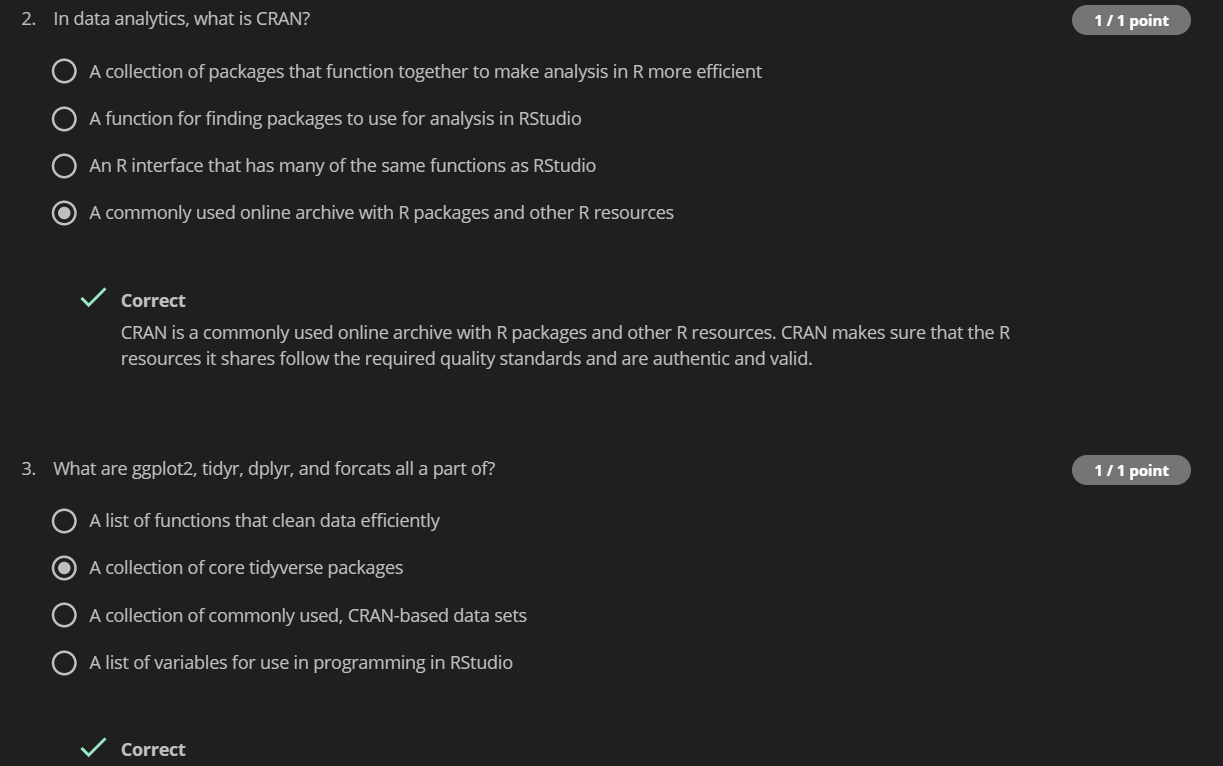 2. In data analytics, what is CRAN?
1 / 1 point
A collection of packages that function together to make analysis in R more efficient
A function for finding packages to use for analysis in RStudio
An R interface that has many of the same functions as RStudio
A commonly used online archive with R packages and other R resources
Correct
CRAN is a commonly used online archive with R packages and other R resources. CRAN makes sure that the R
resources it shares follow the required quality standards and are authentic and valid.
3. What are ggplot2, tidyr, dplyr, and forcats all a part of?
1 / 1 point
A list of functions that clean data efficiently
A collection of core tidyverse packages
A collection of commonly used, CRAN-based data sets
A list of variables for use in programming in RStudio
Correct